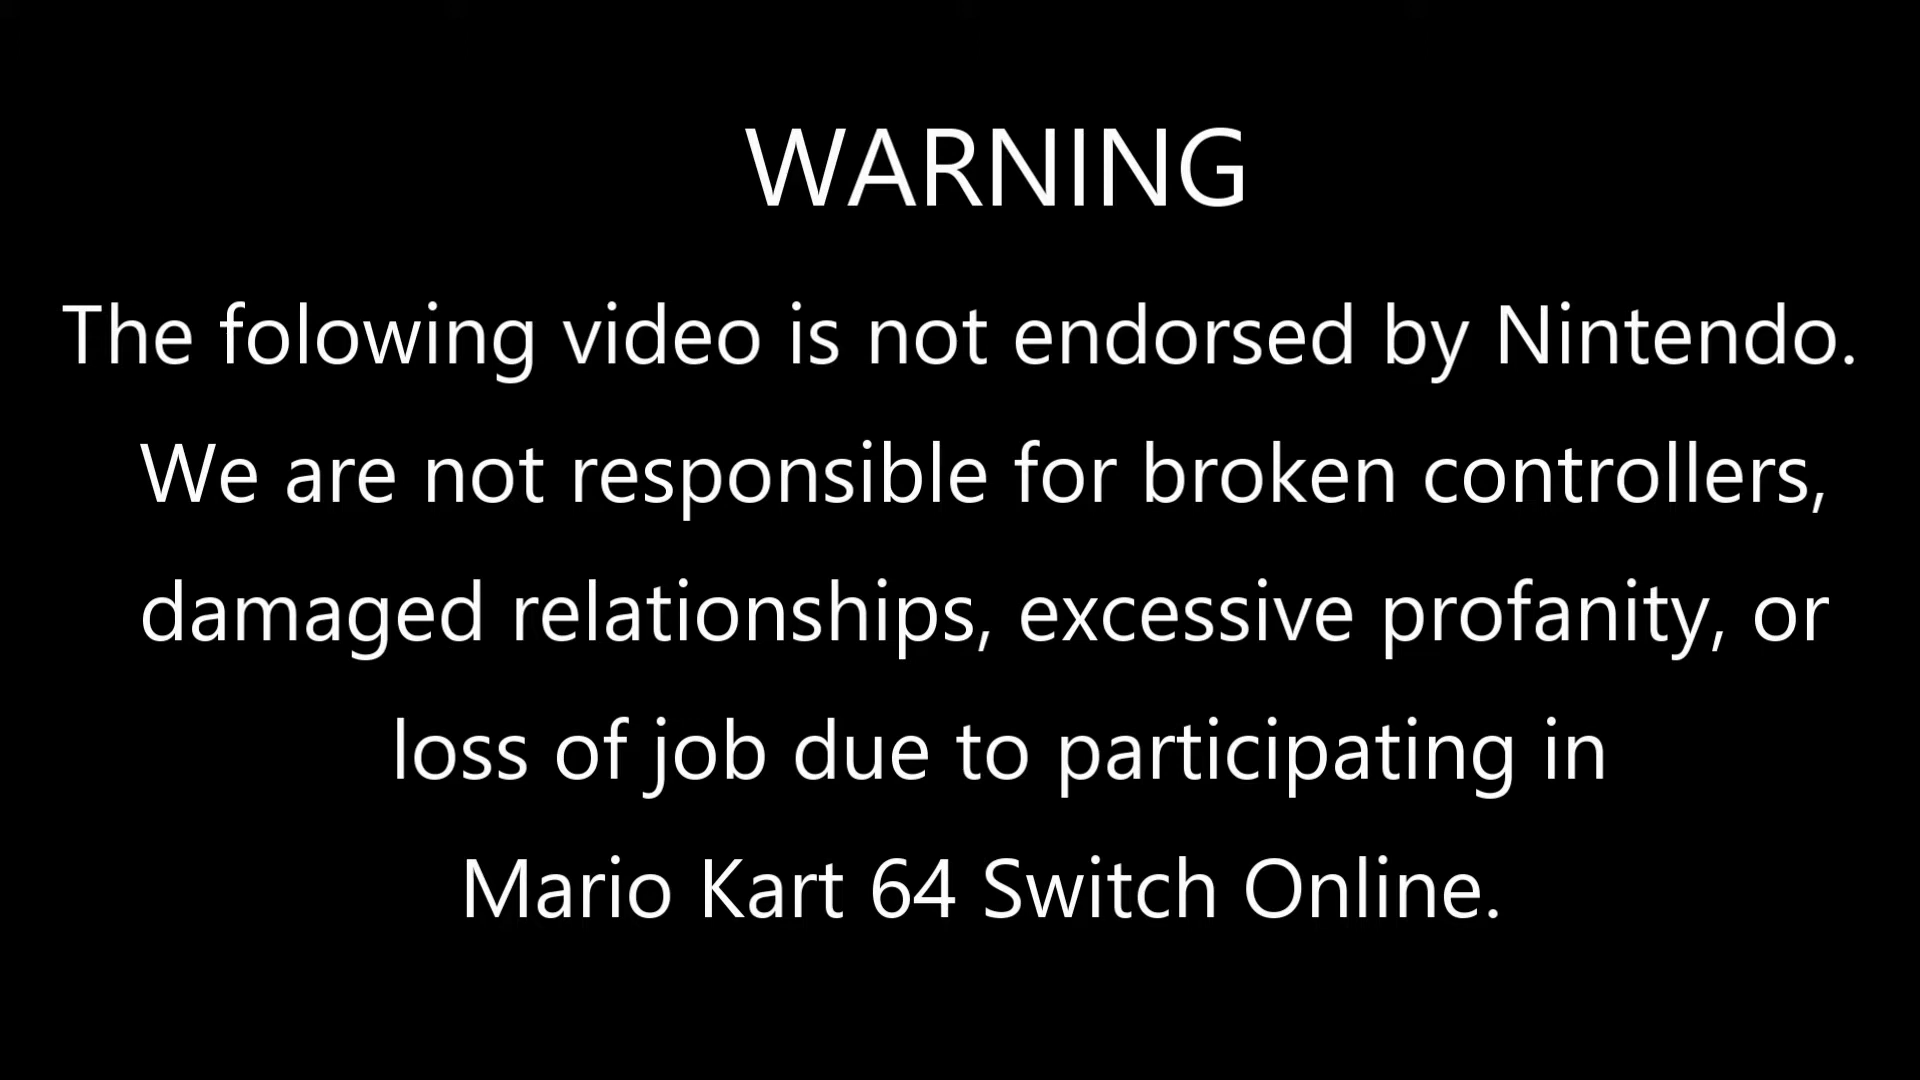 WARNING
The folowing video is not endorsed by Nintendo.
We are not responsible for broken controllers,
damaged relationships, excessive profanity, or
loss of job due to participating in
Mario Kart 64 Switch Online.